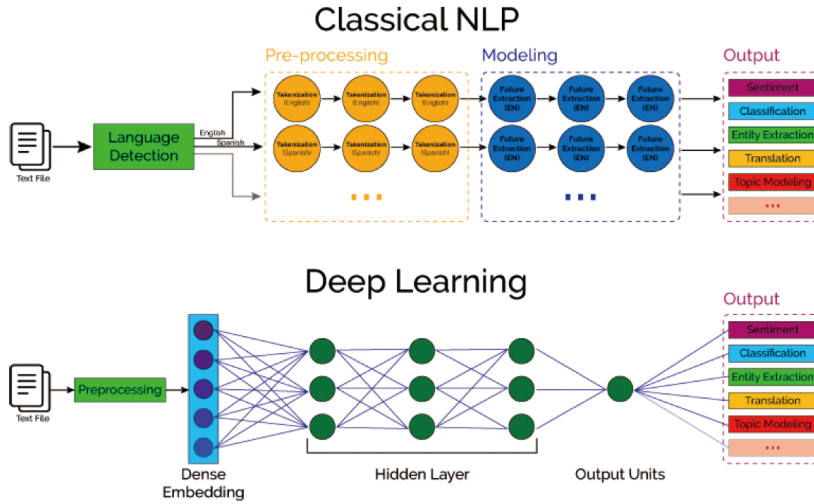 Classical NLP
Pre-processing
Modeling
Output
Takenization
(English)
Takenization
(English)
Takenization
(English)
Future
Extraction
(EN)
Future
Extraction
(EN)
Future
Extraction
(EN)
Sentiment
Classification
Entity Extraction
Translation
Topic Modeling
...
Text File
Language
Detection
English
Spanish
Takenization
(Spanish)
Takenization
(Spanish)
Takenization
(Spanish)
Future
Extraction
(EN)
Future
Extraction
(EN)
Future
Extraction
(EN)
...
...
Deep Learning
Output
Text File
Preprocessing
Sentiment
Classification
Entity Extraction
Translation
Topic Modeling
...
Dense
Embedding
Hidden Layer
Output Units